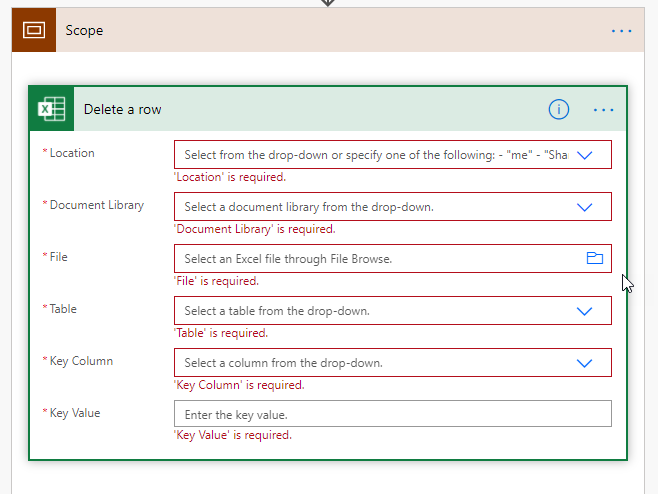 Scope
Delete a row
* Location
Select from the drop-down or specify one of the following: - "me" - "Sha
'Location' is required.
* Document Library
Select a document library from the drop-down.
'Document Library' is required.
* File
Select an Excel file through File Browse.
'File' is required.
* Table
Select a table from the drop-down.
'Table' is required.
* Key Column
Select a column from the drop-down.
'Key Column' is required.
* Key Value
Enter the key value.
'Key Value' is required.